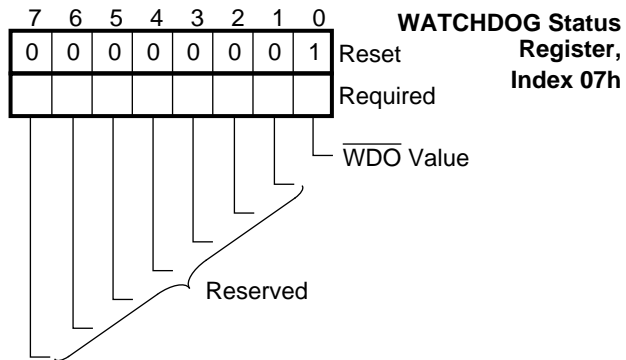 7 6 5 4 3 2 1 0
WATCHDOG Status
Register,
Index 07h
0 0 0 0 0 0 0 1 Reset
Required
WDO Value
Reserved